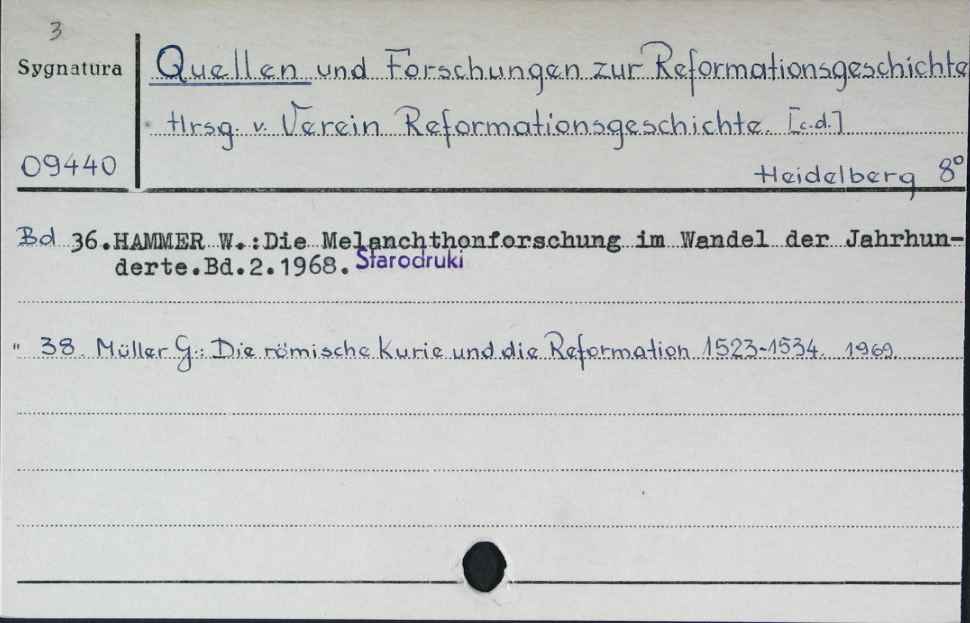 3
Sygnatura
Quellen und Forschungen zur Reformationsgeschichte
Hrsg. v. Verein Reformationsgeschichte. [c.d.]
09440
Heidelberg 8°
Bd 36.HAMMER W.:Die Melanchthonforschung im Wandel der Jahrhun-
derte.Bd.2.1968. Starodruki
" 38. Müller G.: Die römische Kurie und die Reformation 1523-1534. 1969.